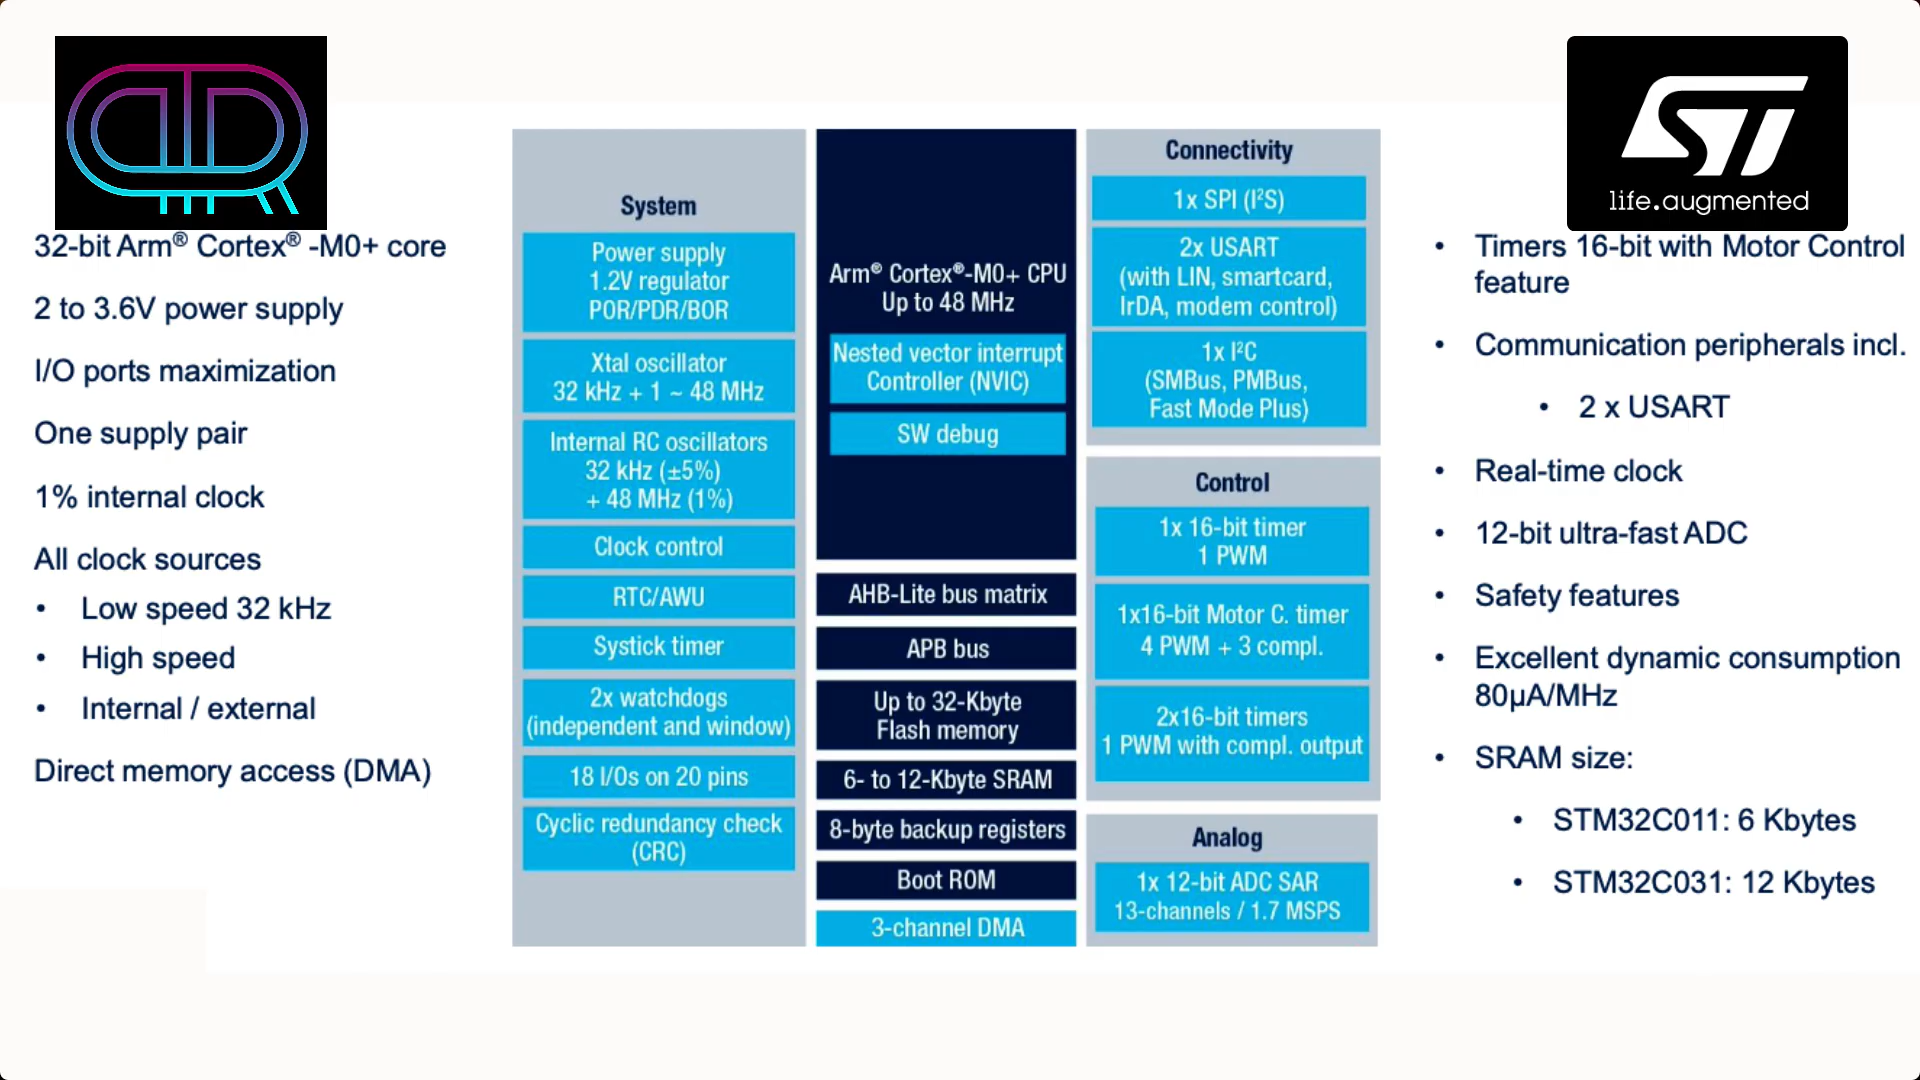 life.augmented
32-bit Arm® Cortex® -M0+ core
2 to 3.6V power supply
I/O ports maximization
One supply pair
1% internal clock
All clock sources
• Low speed 32 kHz
• High speed
• Internal / external
Direct memory access (DMA)
System
Power supply
1.2V regulator
POR/PDR/BOR
Xtal oscillator
32 kHz + 1 ~ 48 MHz
Internal RC oscillators
32 kHz (±5%)
+ 48 MHz (1%)
Clock control
RTC/AWU
Systick timer
2x watchdogs
(independent and window)
18 I/Os on 20 pins
Cyclic redundancy check
(CRC)
Arm® Cortex®-M0+ CPU
Up to 48 MHz
Nested vector interrupt
Controller (NVIC)
SW debug
AHB-Lite bus matrix
APB bus
Up to 32-Kbyte
Flash memory
6- to 12-Kbyte SRAM
8-byte backup registers
Boot ROM
3-channel DMA
Connectivity
1x SPI (I²S)
2x USART
(with LIN, smartcard,
IrDA, modem control)
1x I²C
(SMBus, PMBus,
Fast Mode Plus)
Control
1x 16-bit timer
1 PWM
1x16-bit Motor C. timer
4 PWM + 3 compl.
2x16-bit timers
1 PWM with compl. output
Analog
1x 12-bit ADC SAR
13-channels / 1.7 MSPS
• Timers 16-bit with Motor Control
feature
• Communication peripherals incl.
• 2 x USART
• Real-time clock
• 12-bit ultra-fast ADC
• Safety features
• Excellent dynamic consumption
80µA/MHz
• SRAM size:
• STM32C011: 6 Kbytes
• STM32C031: 12 Kbytes